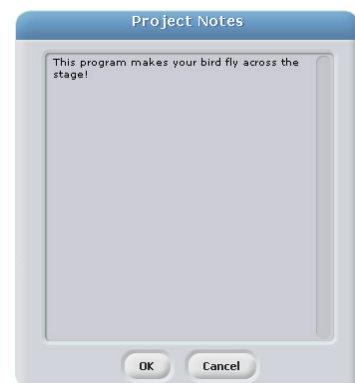 Project Notes
This program makes your bird fly across the
stage!
OK
Cancel